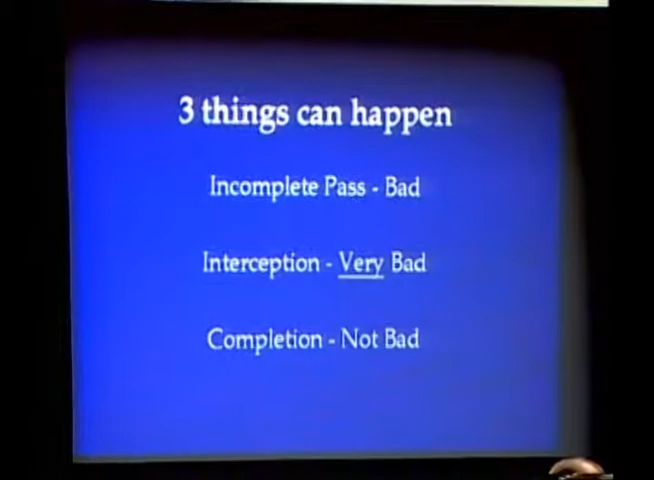 3 things can happen
Incomplete Pass - Bad
Interception - Very Bad
Completion - Not Bad